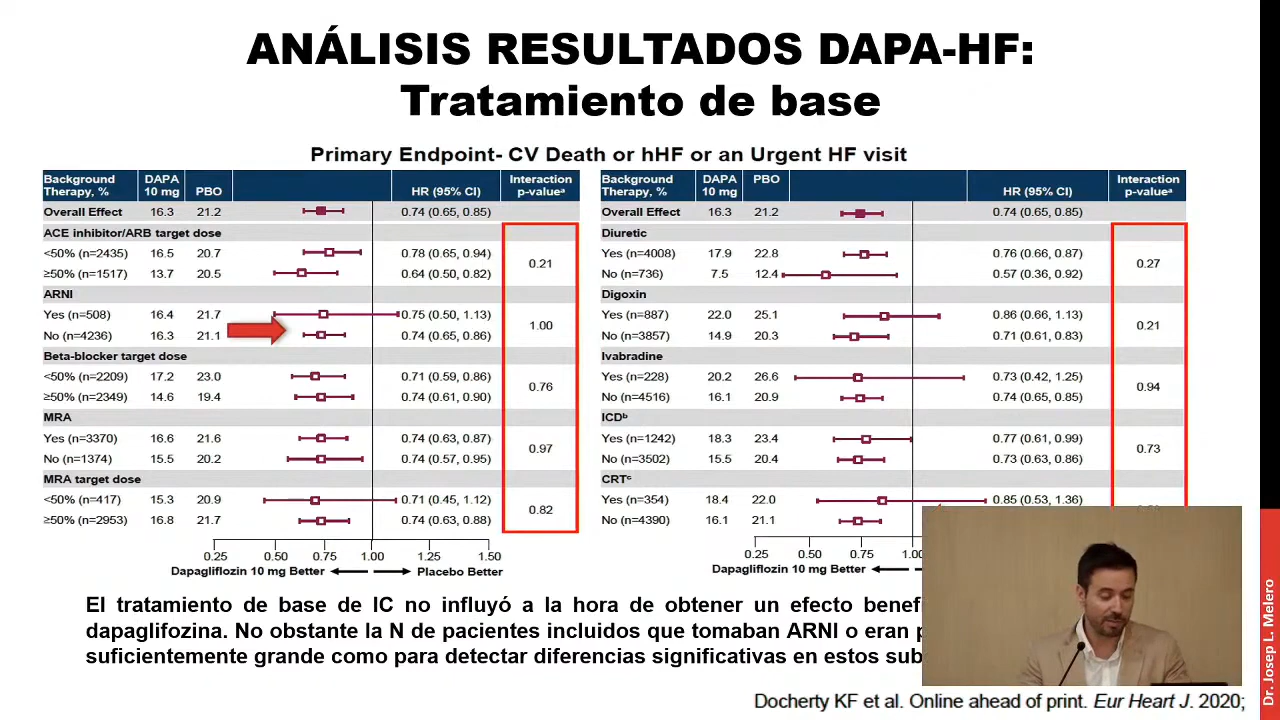 ANÁLISIS RESULTADOS DAPA-HF:
Tratamiento de base
Primary Endpoint- CV Death or hHF or an Urgent HF visit
Background Therapy, % DAPA 10 mg PBO HR (95% CI) Interaction p-valueᵃ
Overall Effect 16.3 21.2 0.74 (0.65, 0.85)
ACE inhibitor/ARB target dose
<50% (n=2435) 16.5 20.7 0.78 (0.65, 0.94)
0.21
≥50% (n=1517) 13.7 20.5 0.64 (0.50, 0.82)
ARNI
Yes (n=508) 16.4 21.7 0.75 (0.50, 1.13)
1.00
No (n=4236) 16.3 21.1 0.74 (0.65, 0.86)
Beta-blocker target dose
<50% (n=2209) 17.2 23.0 0.71 (0.59, 0.86)
0.76
≥50% (n=2349) 14.6 19.4 0.74 (0.61, 0.90)
MRA
Yes (n=3370) 16.6 21.6 0.74 (0.63, 0.87)
0.97
No (n=1374) 15.5 20.2 0.74 (0.57, 0.95)
MRA target dose
<50% (n=417) 15.3 20.9 0.71 (0.45, 1.12)
0.82
≥50% (n=2953) 16.8 21.7 0.74 (0.63, 0.88)
0.25 0.50 0.75 1.00 1.25 1.50
Dapagliflozin 10 mg Better Placebo Better
Background Therapy, % DAPA 10 mg PBO HR (95% CI) Interaction p-valueᵃ
Overall Effect 16.3 21.2 0.74 (0.65, 0.85)
Diuretic
Yes (n=4008) 17.9 22.8 0.76 (0.66, 0.87)
0.27
No (n=736) 7.5 12.4 0.57 (0.36, 0.92)
Digoxin
Yes (n=887) 22.0 25.1 0.86 (0.66, 1.13)
0.21
No (n=3857) 14.9 20.3 0.71 (0.61, 0.83)
Ivabradine
Yes (n=228) 20.2 26.6 0.73 (0.42, 1.25)
0.94
No (n=4516) 16.1 20.9 0.74 (0.65, 0.85)
ICDᵇ
Yes (n=1242) 18.3 23.4 0.77 (0.61, 0.99)
0.73
No (n=3502) 15.5 20.4 0.73 (0.63, 0.86)
CRTᶜ
Yes (n=354) 18.4 22.0 0.85 (0.53, 1.36)
No (n=4390) 16.1 21.1
0.25 0.50 0.75 1.00
Dapagliflozin 10 mg Better
El tratamiento de base de IC no influyó a la hora de obtener un efecto
dapaglifozina. No obstante la N de pacientes incluidos que tomaban ARNI o eran
suficientemente grande como para detectar diferencias significativas en estos
Docherty KF et al. Online ahead of print. Eur Heart J. 2020;
Dr. Josep L. Melero